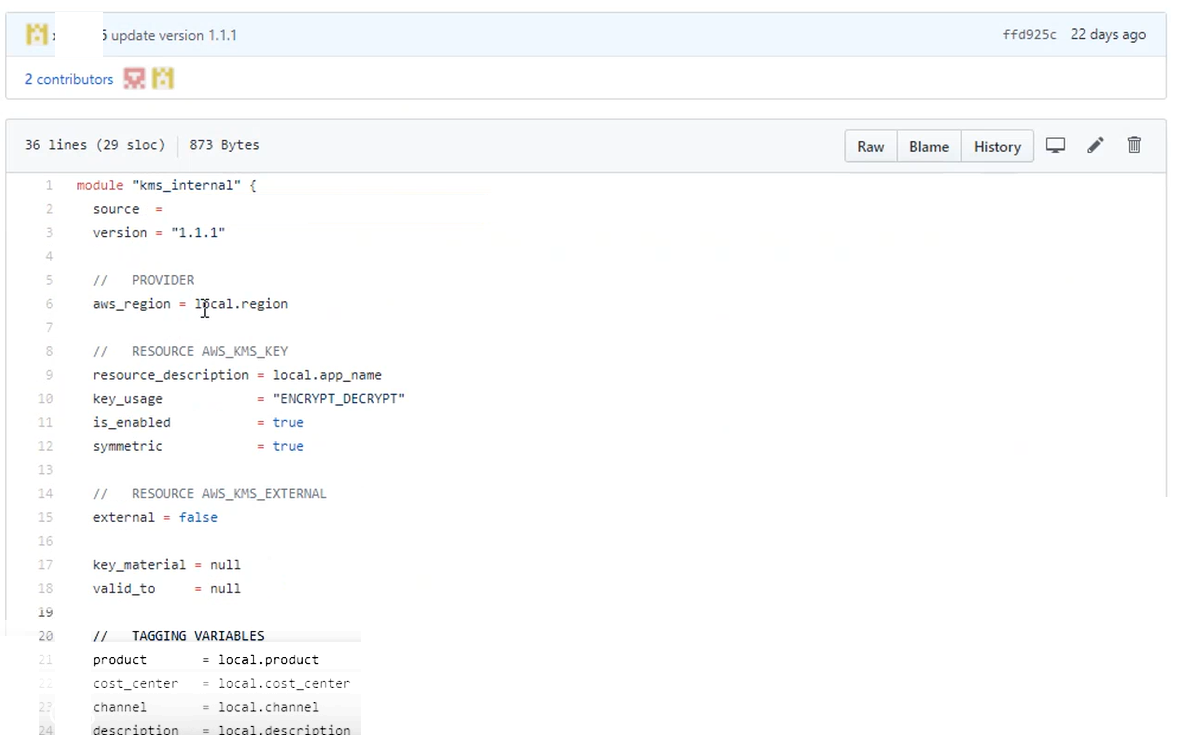 update version 1.1.1
ffd925c 22 days ago
2 contributors
36 lines (29 sloc) 873 Bytes
Raw Blame History
1 module "kms_internal" {
2 source =
3 version = "1.1.1"
4
5 // PROVIDER
6 aws_region = local.region
7
8 // RESOURCE AWS_KMS_KEY
9 resource_description = local.app_name
10 key_usage = "ENCRYPT_DECRYPT"
11 is_enabled = true
12 symmetric = true
13
14 // RESOURCE AWS_KMS_EXTERNAL
15 external = false
16
17 key_material = null
18 valid_to = null
19
20 // TAGGING VARIABLES
21 product = local.product
22 cost_center = local.cost_center
23 channel = local.channel
24 description = local.description